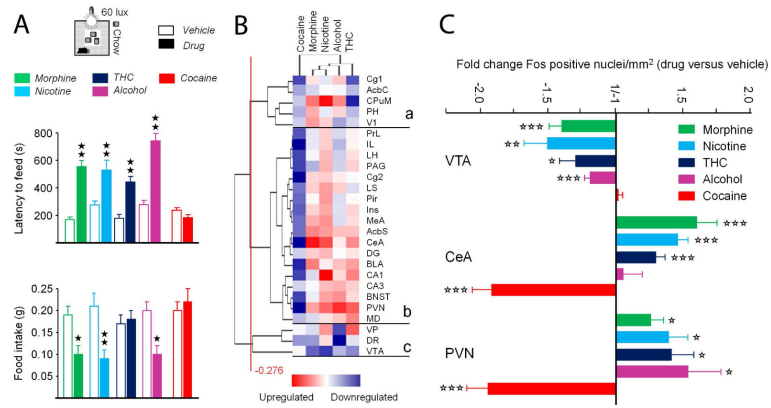 A
60 lux
Chow
Vehicle
Drug
Morphine
THC
Cocaine
Nicotine
Alcohol
Latency to feed (s)
800
600
400
200
★★ ★★ ★★ ★★
Food intake (g)
0.25
0.20
0.15
0.10
0.05
★ ★★ ★
B
Cocaine
Morphine
Nicotine
Alcohol
THC
Cg1
AcbC
CPuM
PH
V1
a
PrL
IL
LH
PAG
Cg2
LS
Pir
Ins
MeA
AcbS
CeA
DG
BLA
CA1
CA3
BNST
PVN
MD
b
VP
DR
VTA
c
-0.276
Upregulated
Downregulated
C
Fold change Fos positive nuclei/mm² (drug versus vehicle)
-2.0
-1.5
1/-1
1.5
2.0
VTA
☆☆☆
☆☆
☆
☆☆☆
Morphine
Nicotine
THC
Alcohol
Cocaine
CeA
☆☆☆
☆☆☆
☆☆☆
☆☆☆
PVN
☆
☆
☆
☆
☆☆☆